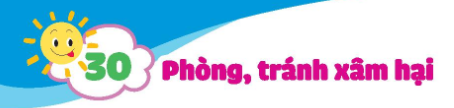 30 Phòng, tránh xâm hại